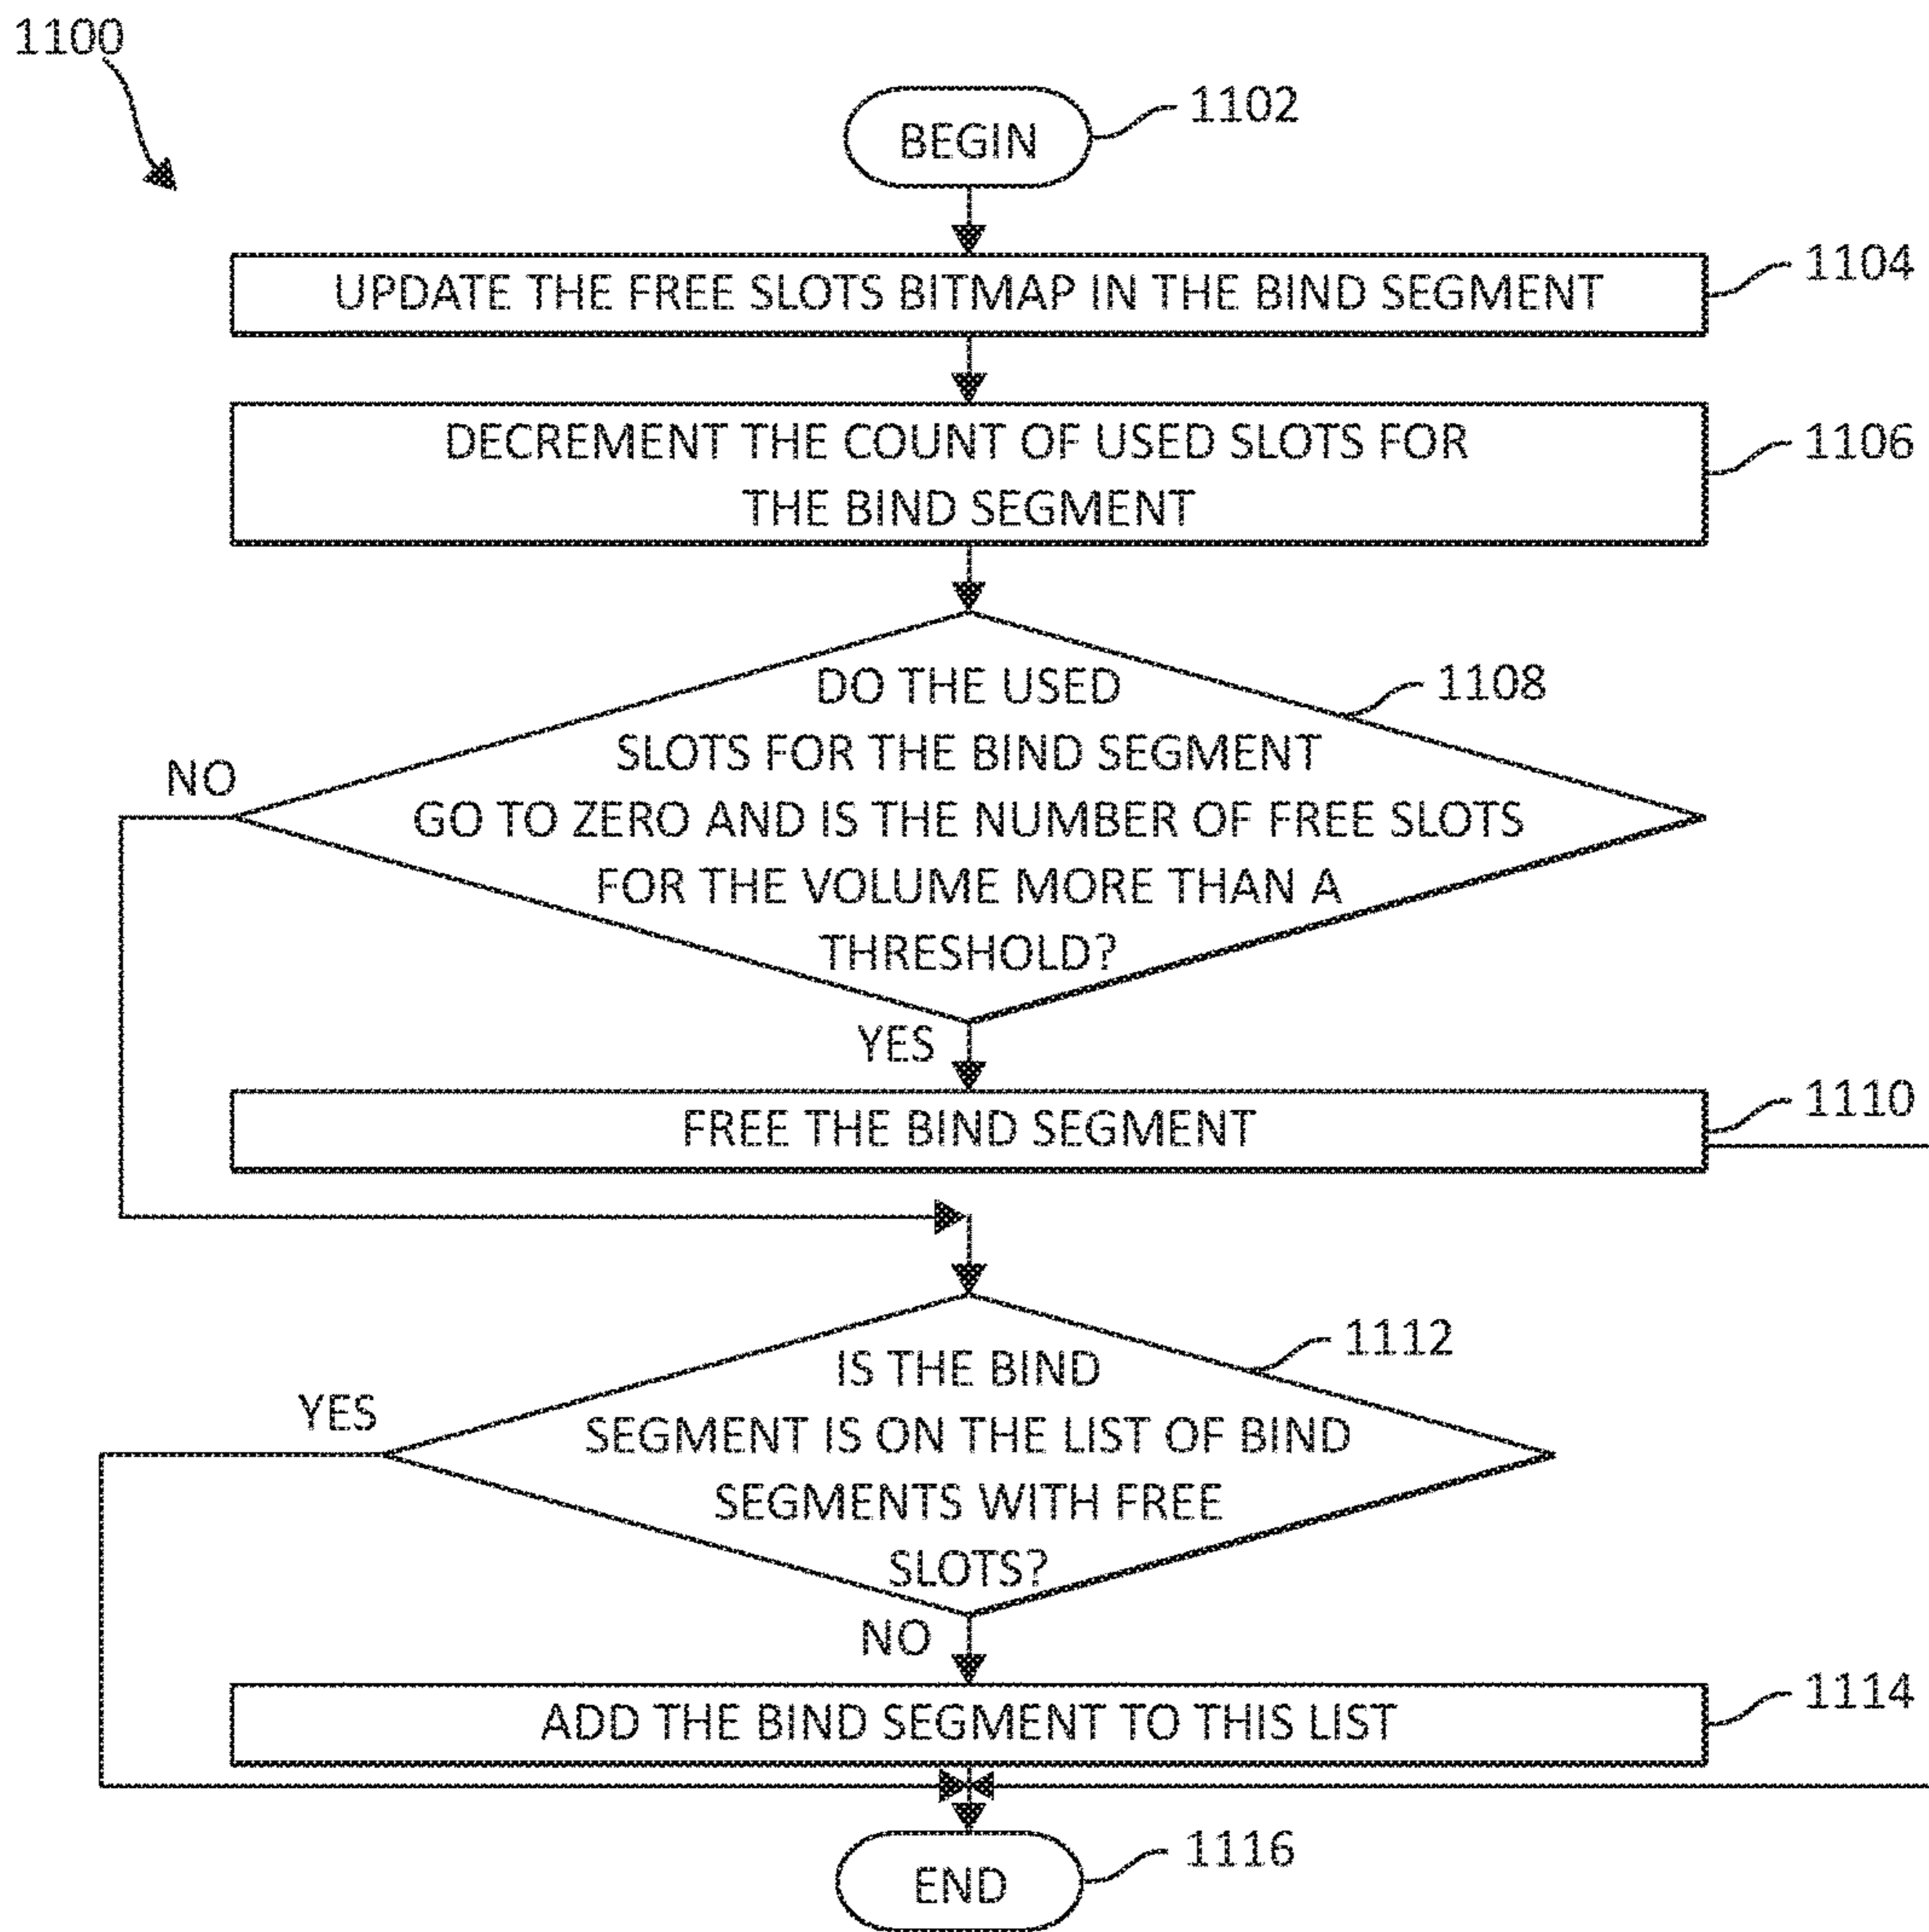 1100
BEGIN
1102
UPDATE THE FREE SLOTS BITMAP IN THE BIND SEGMENT
1104
DECREMENT THE COUNT OF USED SLOTS FOR
THE BIND SEGMENT
1106
DO THE USED
SLOTS FOR THE BIND SEGMENT
GO TO ZERO AND IS THE NUMBER OF FREE SLOTS
FOR THE VOLUME MORE THAN A
THRESHOLD?
1108
NO
YES
FREE THE BIND SEGMENT
1110
IS THE BIND
SEGMENT IS ON THE LIST OF BIND
SEGMENTS WITH FREE
SLOTS?
1112
YES
NO
ADD THE BIND SEGMENT TO THIS LIST
1114
END
1116